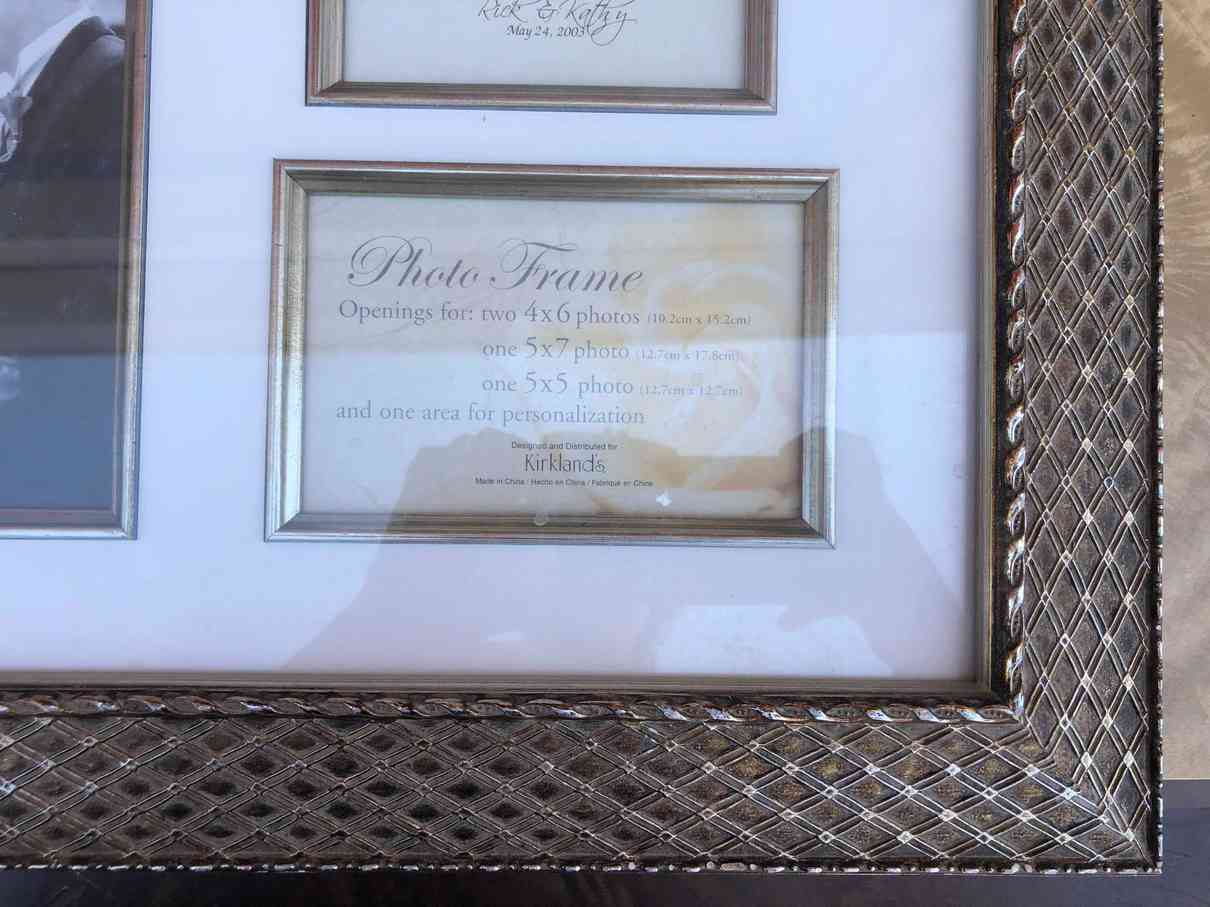 Rick & Kathy
May 24, 2003
Photo Frame
Openings for: two 4x6 photos (10.2cm x 15.2cm)
one 5x7 photo (12.7cm x 17.8cm)
one 5x5 photo (12.7cm x 12.7cm)
and one area for personalization
Designed and Distributed for
Kirkland's
Made in China / Hecho en China / Fabriqué en Chine